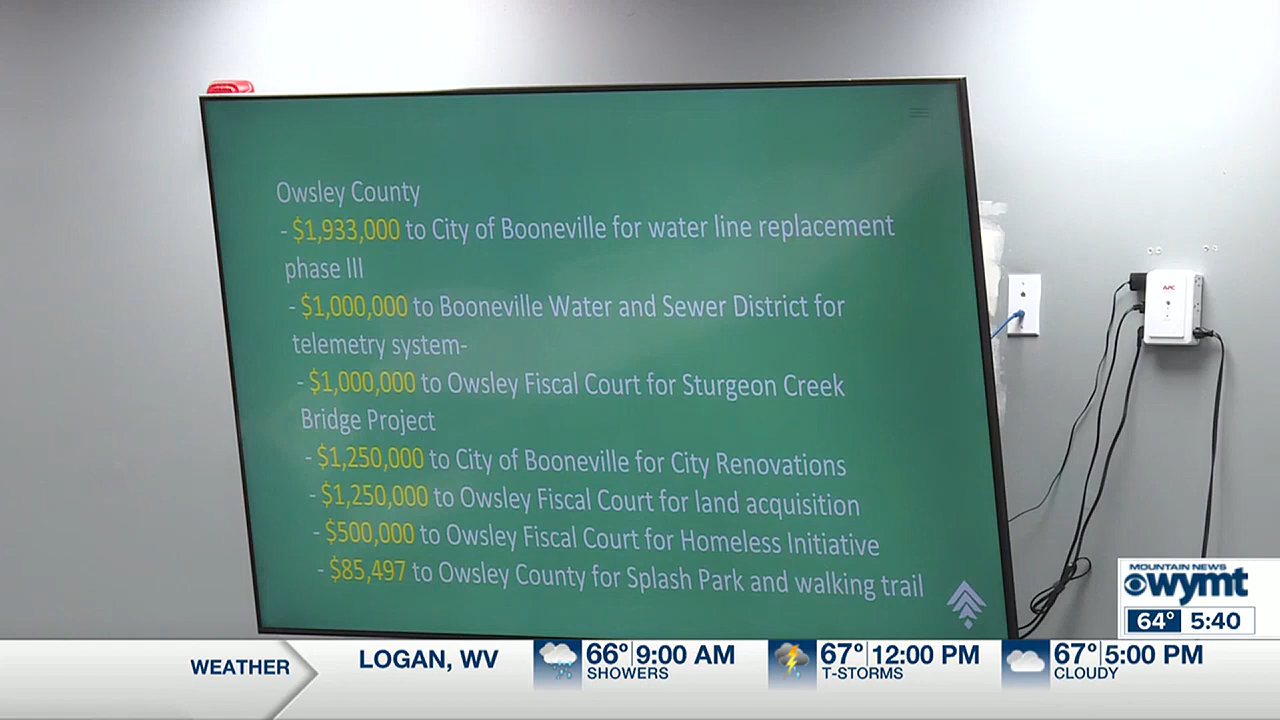 Owsley County
- $1,933,000 to City of Booneville for water line replacement
phase III
- $1,000,000 to Booneville Water and Sewer District for
telemetry system-
- $1,000,000 to Owsley Fiscal Court for Sturgeon Creek
Bridge Project
- $1,250,000 to City of Booneville for City Renovations
- $1,250,000 to Owsley Fiscal Court for land acquisition
- $500,000 to Owsley Fiscal Court for Homeless Initiative
- $85,497 to Owsley County for Splash Park and walking trail
APC
MOUNTAIN NEWS
wymt
64° 5:40
WEATHER
LOGAN, WV
66° 9:00 AM
SHOWERS
67° 12:00 PM
T-STORMS
67° 5:00 PM
CLOUDY